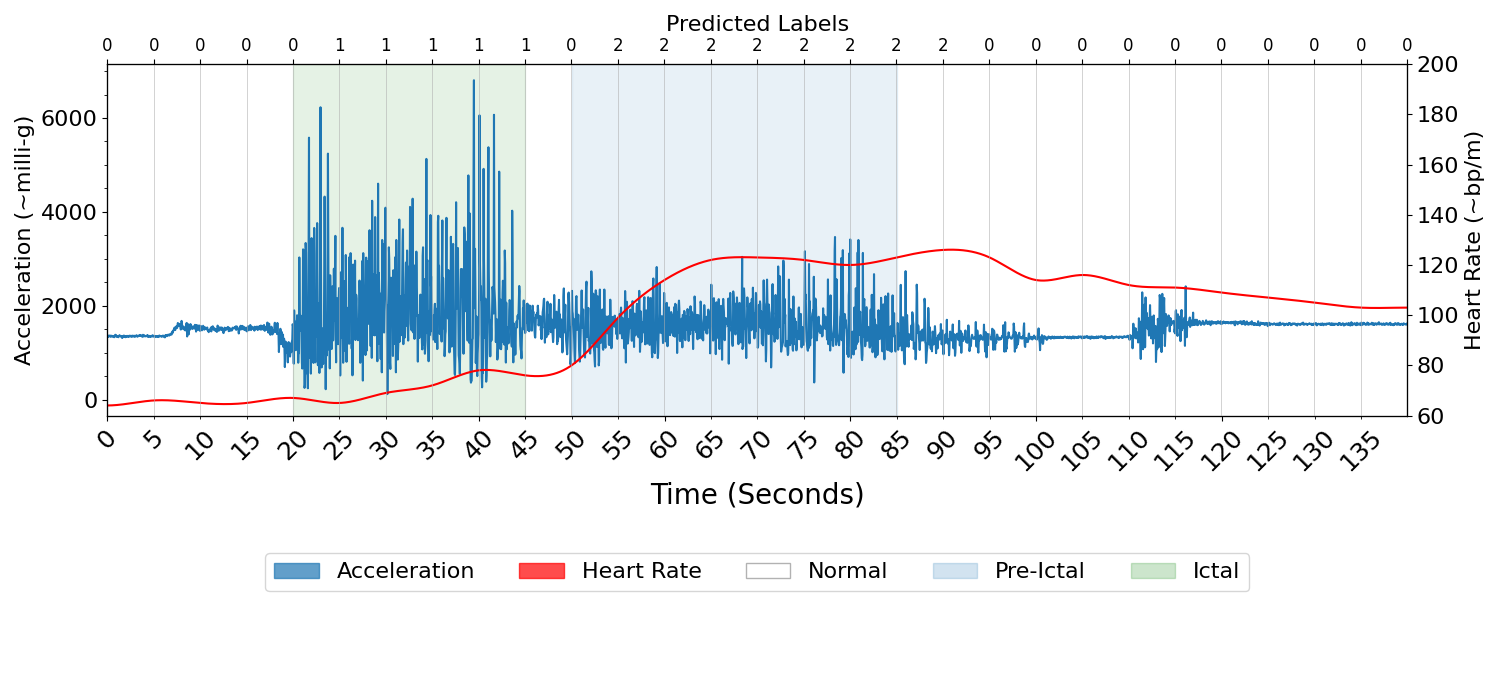 Predicted Labels
0 0 0 0 0 1 1 1 1 1 0 2 2 2 2 2 2 2 2 0 0 0 0 0 0 0 0 0 0
Acceleration (~milli-g)
6000
4000
2000
0
200
180
160
140
120
100
80
60
Heart Rate (~bp/m)
0 5 10 15 20 25 30 35 40 45 50 55 60 65 70 75 80 85 90 95 100 105 110 115 120 125 130 135
Time (Seconds)
Acceleration Heart Rate Normal Pre-Ictal Ictal